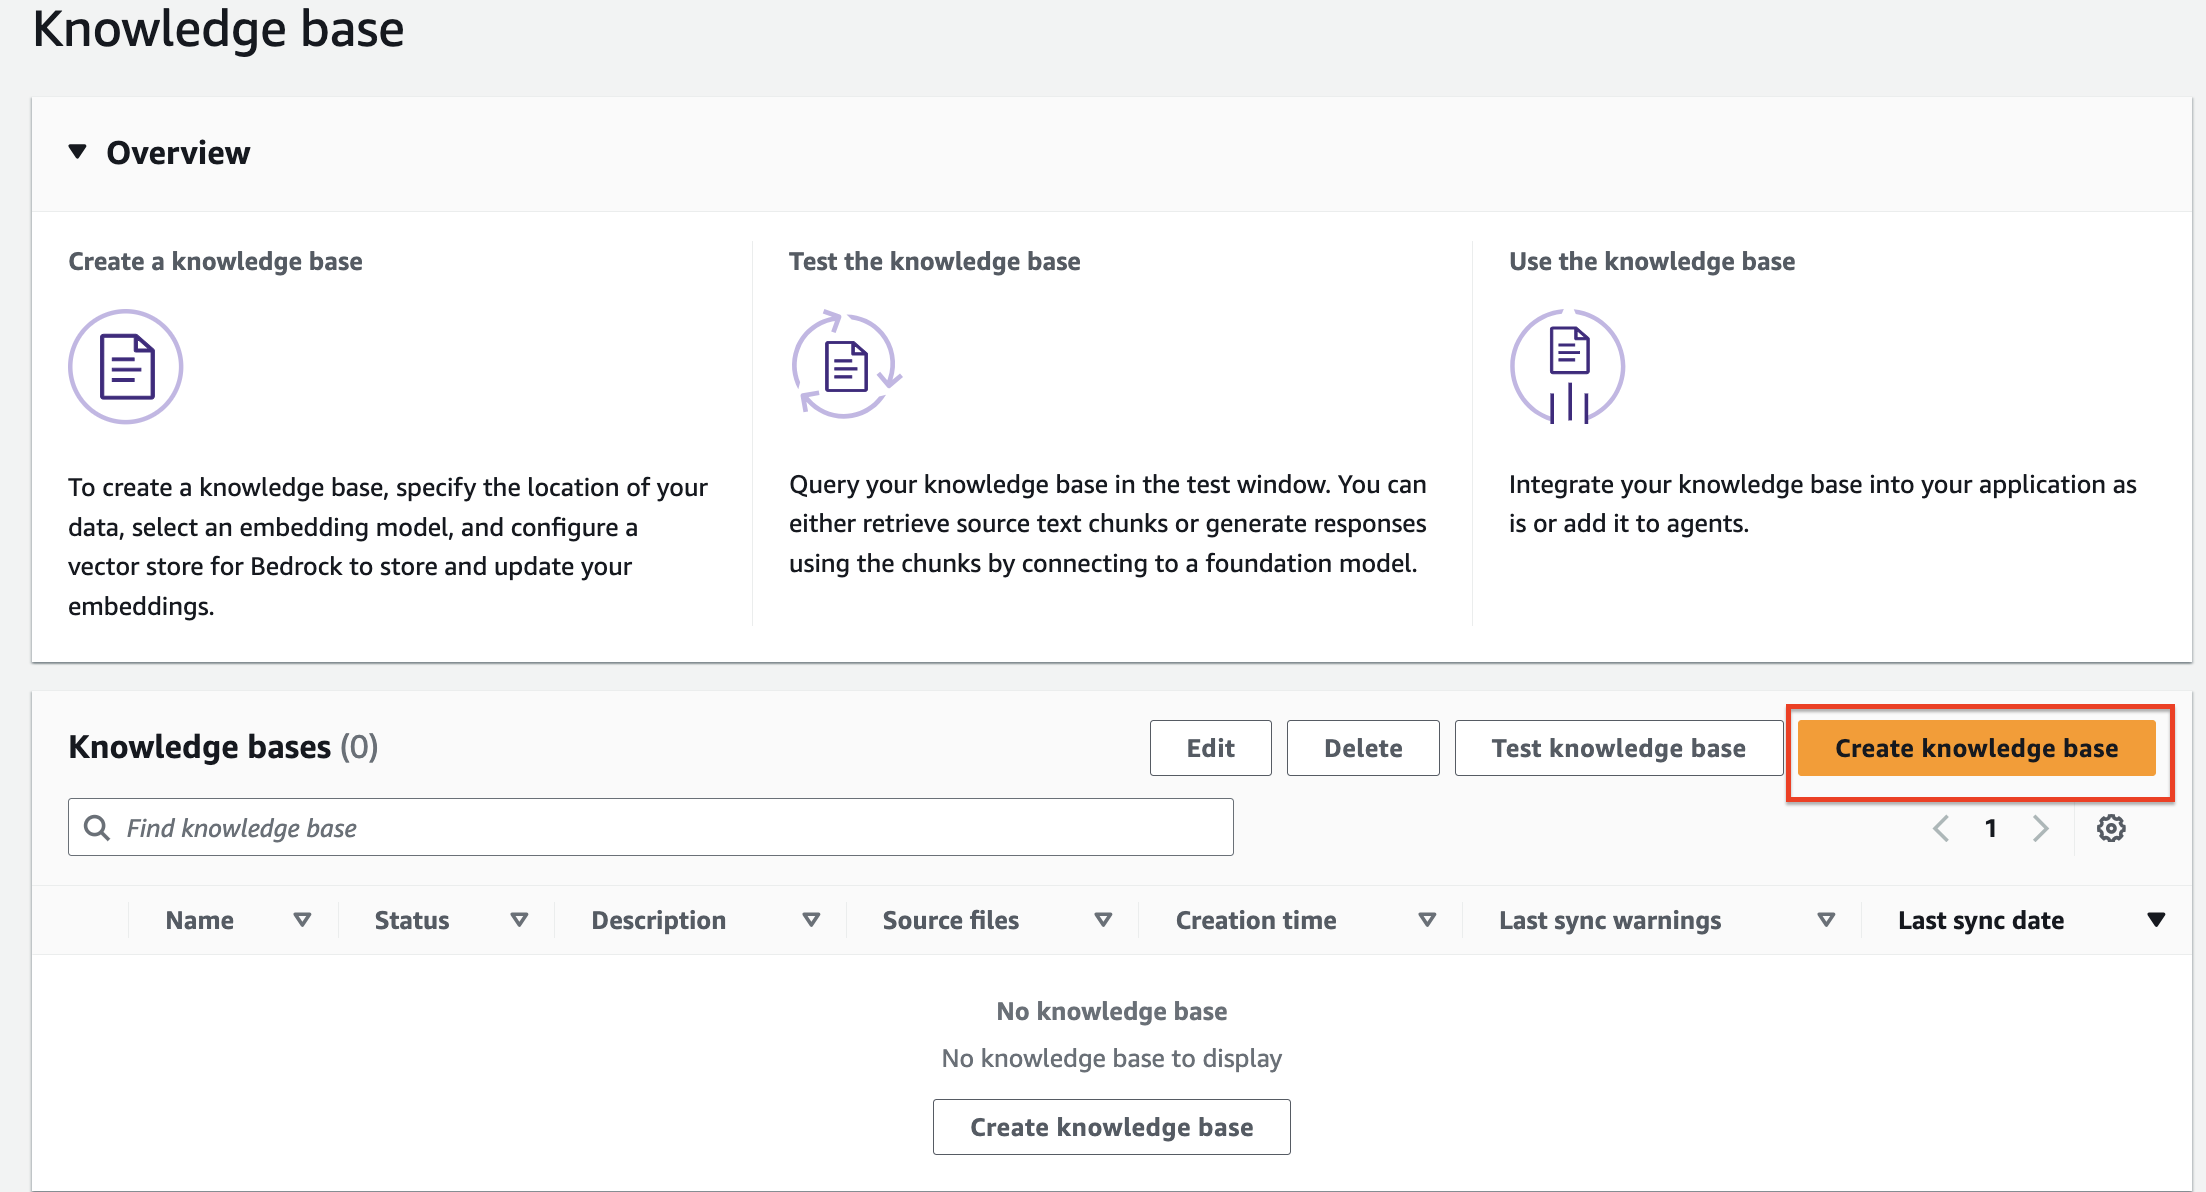 Knowledge base
Overview
Create a knowledge base
To create a knowledge base, specify the location of your
data, select an embedding model, and configure a
vector store for Bedrock to store and update your
embeddings.
Test the knowledge base
Query your knowledge base in the test window. You can
either retrieve source text chunks or generate responses
using the chunks by connecting to a foundation model.
Use the knowledge base
Integrate your knowledge base into your application as
is or add it to agents.
Knowledge bases (0)
Edit
Delete
Test knowledge base
Create knowledge base
Find knowledge base
1
Name
Status
Description
Source files
Creation time
Last sync warnings
Last sync date
No knowledge base
No knowledge base to display
Create knowledge base